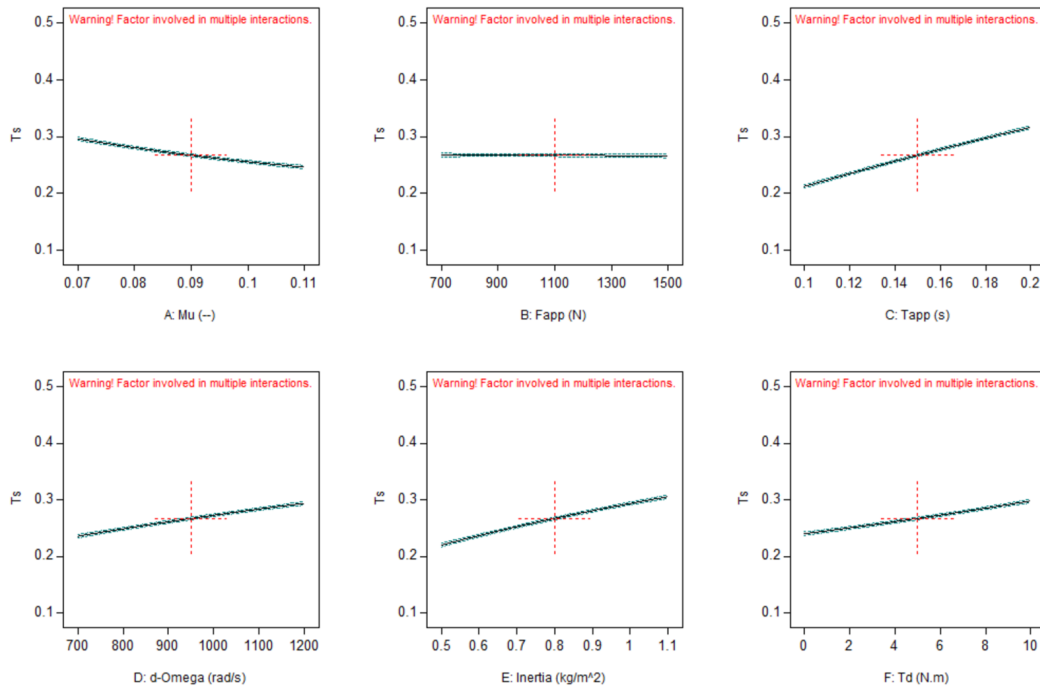 Warning! Factor involved in multiple interactions.
0.5
0.4
0.3
0.2
0.1
Ts
0.07 0.08 0.09 0.1 0.11
A: Mu (--)
Warning! Factor involved in multiple interactions.
0.5
0.4
0.3
0.2
0.1
Ts
700 900 1100 1300 1500
B: Fapp (N)
Warning! Factor involved in multiple interactions.
0.5
0.4
0.3
0.2
0.1
Ts
0.1 0.12 0.14 0.16 0.18 0.2
C: Tapp (s)
Warning! Factor involved in multiple interactions.
0.5
0.4
0.3
0.2
0.1
Ts
700 800 900 1000 1100 1200
D: d-Omega (rad/s)
Warning! Factor involved in multiple interactions.
0.5
0.4
0.3
0.2
0.1
Ts
0.5 0.6 0.7 0.8 0.9 1 1.1
E: Inertia (kg/m^2)
Warning! Factor involved in multiple interactions.
0.5
0.4
0.3
0.2
0.1
Ts
0 2 4 6 8 10
F: Td (N.m)